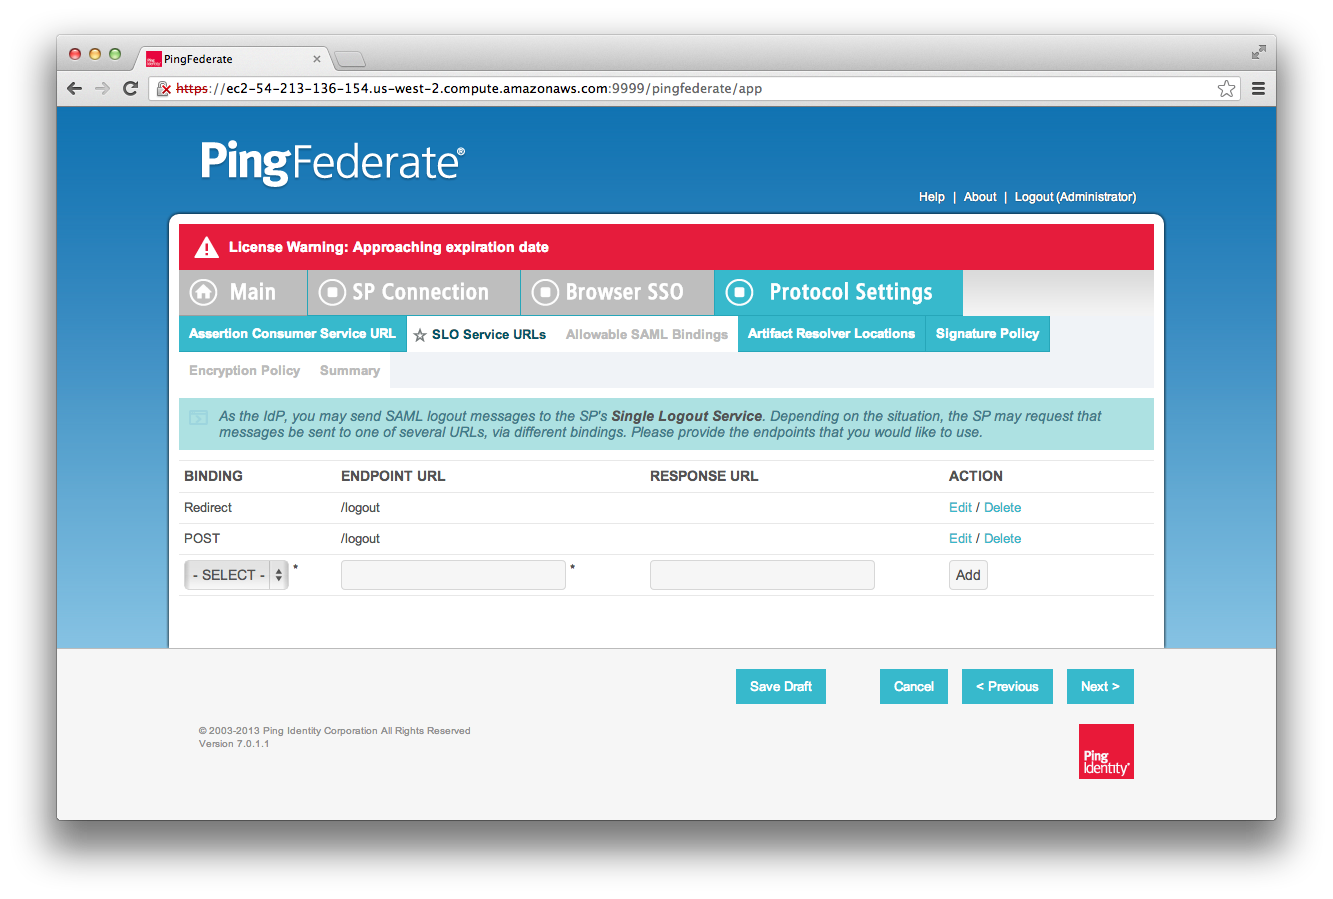 PingFederate
https://ec2-54-213-136-154.us-west-2.compute.amazonaws.com:9999/pingfederate/app
PingFederate®
Help | About | Logout (Administrator)
License Warning: Approaching expiration date
Main SP Connection Browser SSO Protocol Settings
Assertion Consumer Service URL SLO Service URLs Allowable SAML Bindings Artifact Resolver Locations Signature Policy
Encryption Policy Summary
As the IdP, you may send SAML logout messages to the SP's Single Logout Service. Depending on the situation, the SP may request that
messages be sent to one of several URLs, via different bindings. Please provide the endpoints that you would like to use.
BINDING ENDPOINT URL RESPONSE URL ACTION
Redirect /logout Edit / Delete
POST /logout Edit / Delete
- SELECT - * * Add
Save Draft Cancel < Previous Next >
© 2003-2013 Ping Identity Corporation All Rights Reserved
Version 7.0.1.1
Ping
Identity®